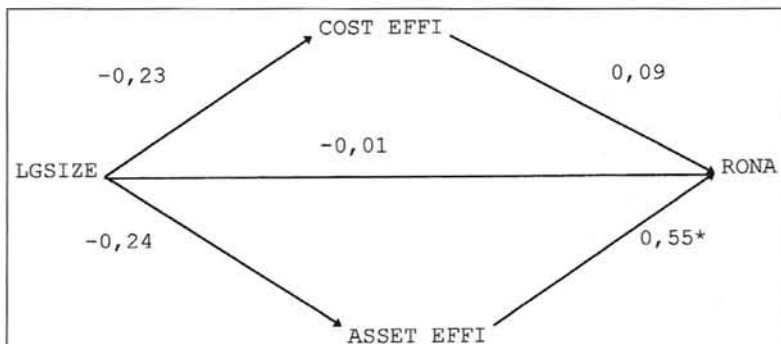 COST EFFI
-0,23
0,09
-0,01
LGSIZE
RONA
-0,24
0,55*
ASSET EFFI